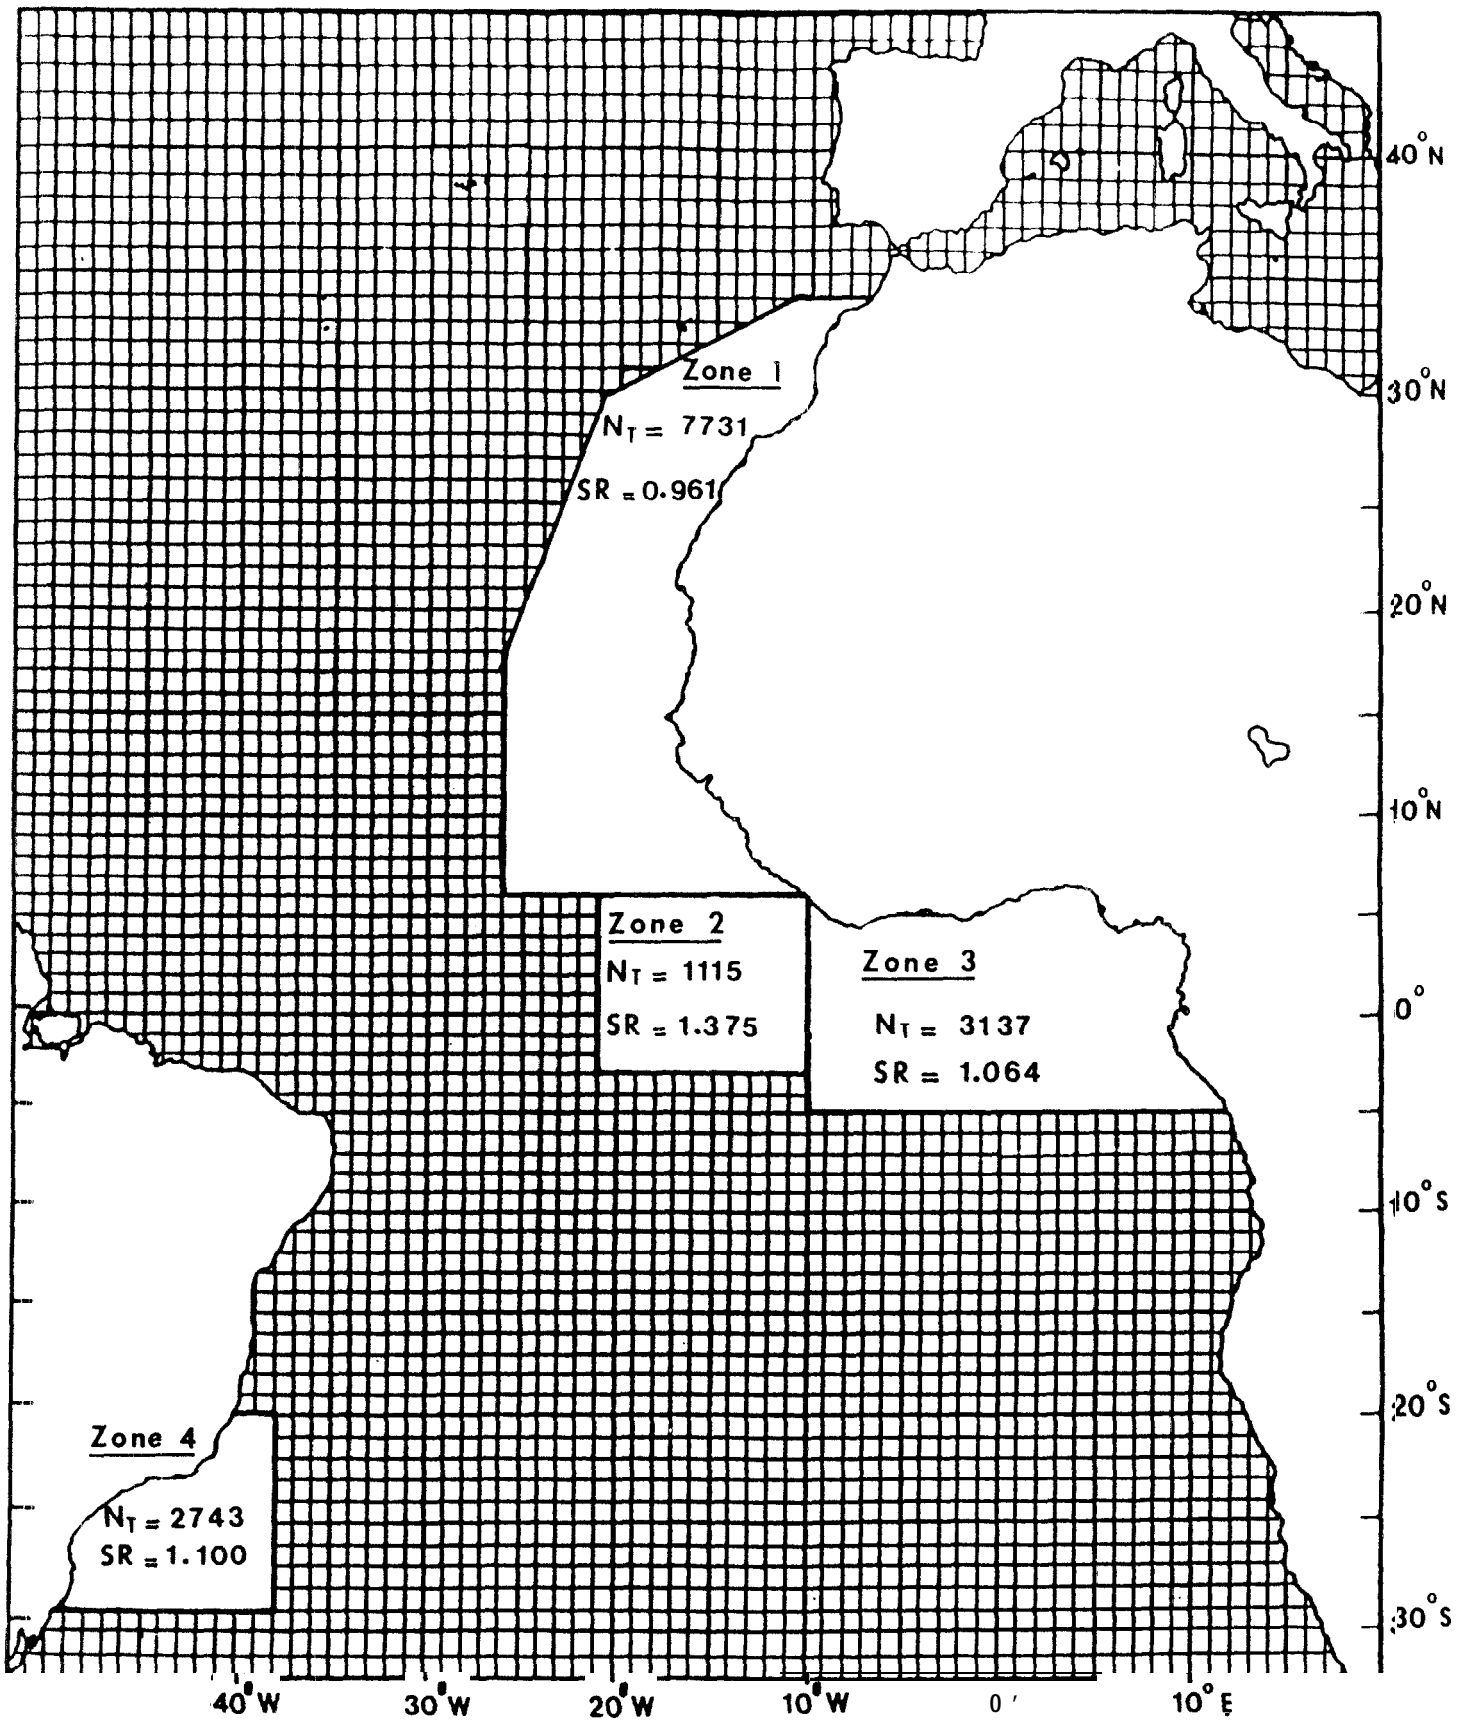 40°N
Zone 1
30°N
NT = 7731
SR = 0.961
20°N
10°N
Zone 2
NT = 1115
SR = 1.375
Zone 3
NT = 3137
SR = 1.064
0°
10°S
20°S
Zone 4
NT = 2743
SR = 1.100
30°S
40°W 30°W 20°W 10°W 0' 10°E